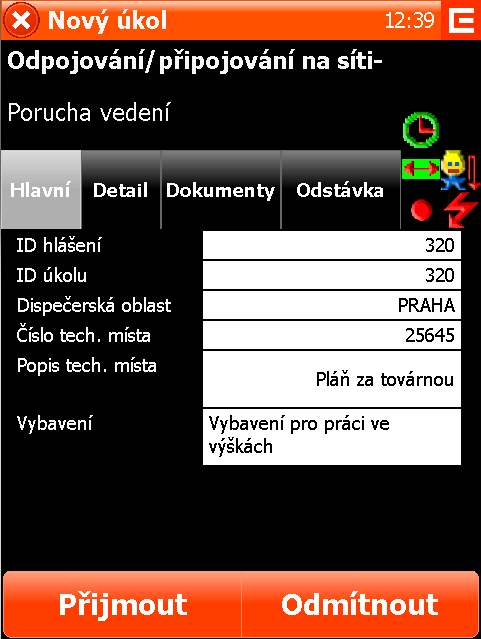 Nový úkol 12:39
Odpojování/připojování na síti-
Porucha vedení
Hlavní Detail Dokumenty Odstávka
ID hlášení 320
ID úkolu 320
Dispečerská oblast PRAHA
Číslo tech. místa 25645
Popis tech. místa
Pláň za továrnou
Vybavení Vybavení pro práci ve
výškách
Přijmout Odmítnout